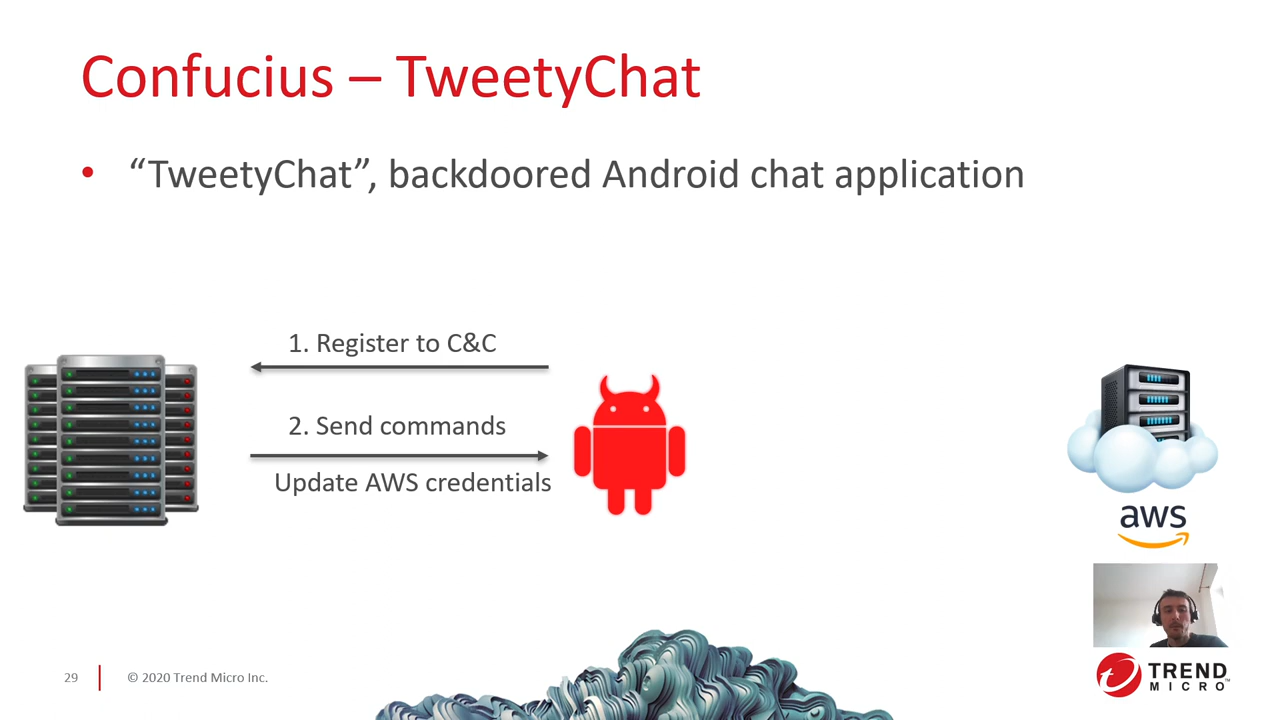 Confucius – TweetyChat
• “TweetyChat”, backdoored Android chat application
1. Register to C&C
2. Send commands
Update AWS credentials
aws
29
© 2020 Trend Micro Inc.
TREND
MICRO™